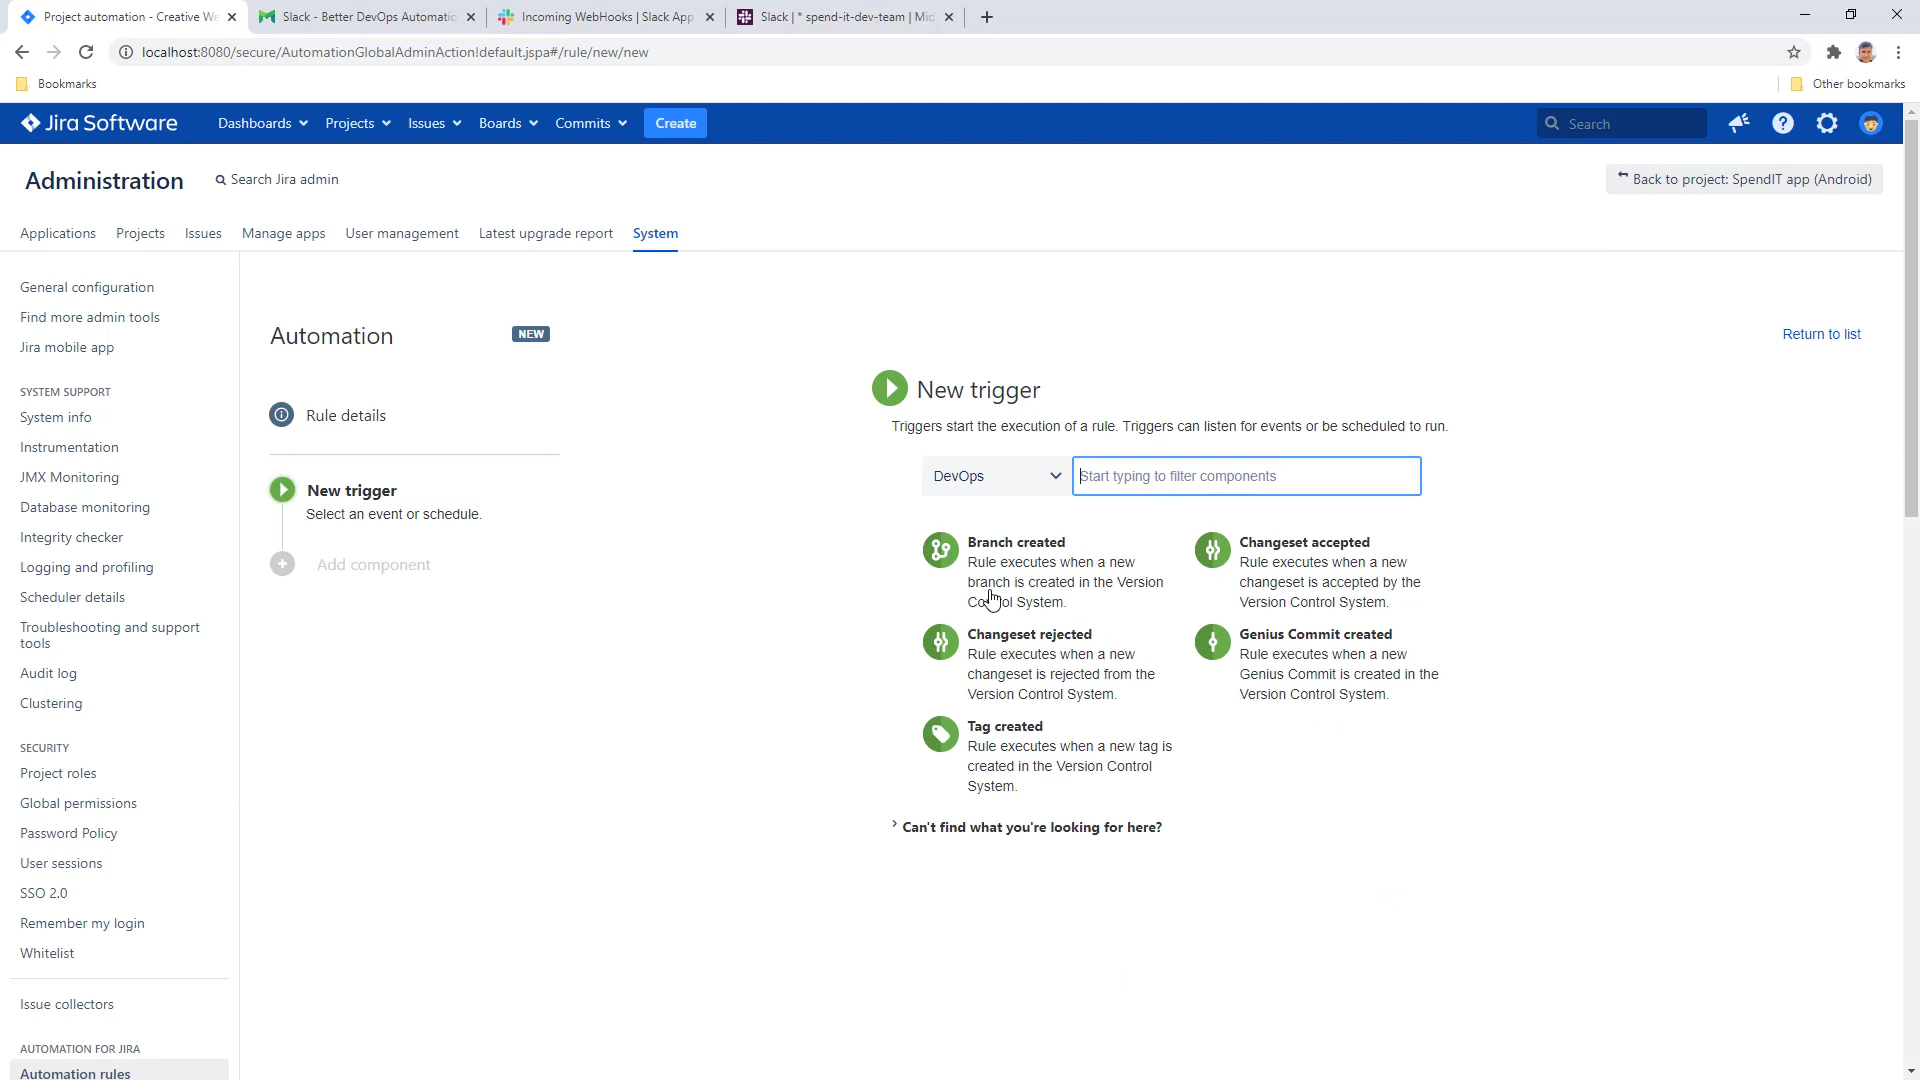 Project automation - Creative We
Slack - Better DevOps Automatic
Incoming WebHooks | Slack App
Slack | * spend-it-dev-team | Mid
localhost:8080/secure/AutomationGlobalAdminAction!default.jspa#/rule/new/new
Bookmarks
Other bookmarks
Jira Software
Dashboards
Projects
Issues
Boards
Commits
Create
Search
Administration
Search Jira admin
Back to project: SpendIT app (Android)
Applications
Projects
Issues
Manage apps
User management
Latest upgrade report
System
General configuration
Find more admin tools
Jira mobile app
SYSTEM SUPPORT
System info
Instrumentation
JMX Monitoring
Database monitoring
Integrity checker
Logging and profiling
Scheduler details
Troubleshooting and support
tools
Audit log
Clustering
SECURITY
Project roles
Global permissions
Password Policy
User sessions
SSO 2.0
Remember my login
Whitelist
Issue collectors
AUTOMATION FOR JIRA
Automation rules
Automation
NEW
Return to list
Rule details
New trigger
Select an event or schedule.
Add component
New trigger
Triggers start the execution of a rule. Triggers can listen for events or be scheduled to run.
DevOps
Start typing to filter components
Branch created
Rule executes when a new
branch is created in the Version
Control System.
Changeset accepted
Rule executes when a new
changeset is accepted by the
Version Control System.
Changeset rejected
Rule executes when a new
changeset is rejected from the
Version Control System.
Genius Commit created
Rule executes when a new
Genius Commit is created in the
Version Control System.
Tag created
Rule executes when a new tag is
created in the Version Control
System.
Can't find what you're looking for here?